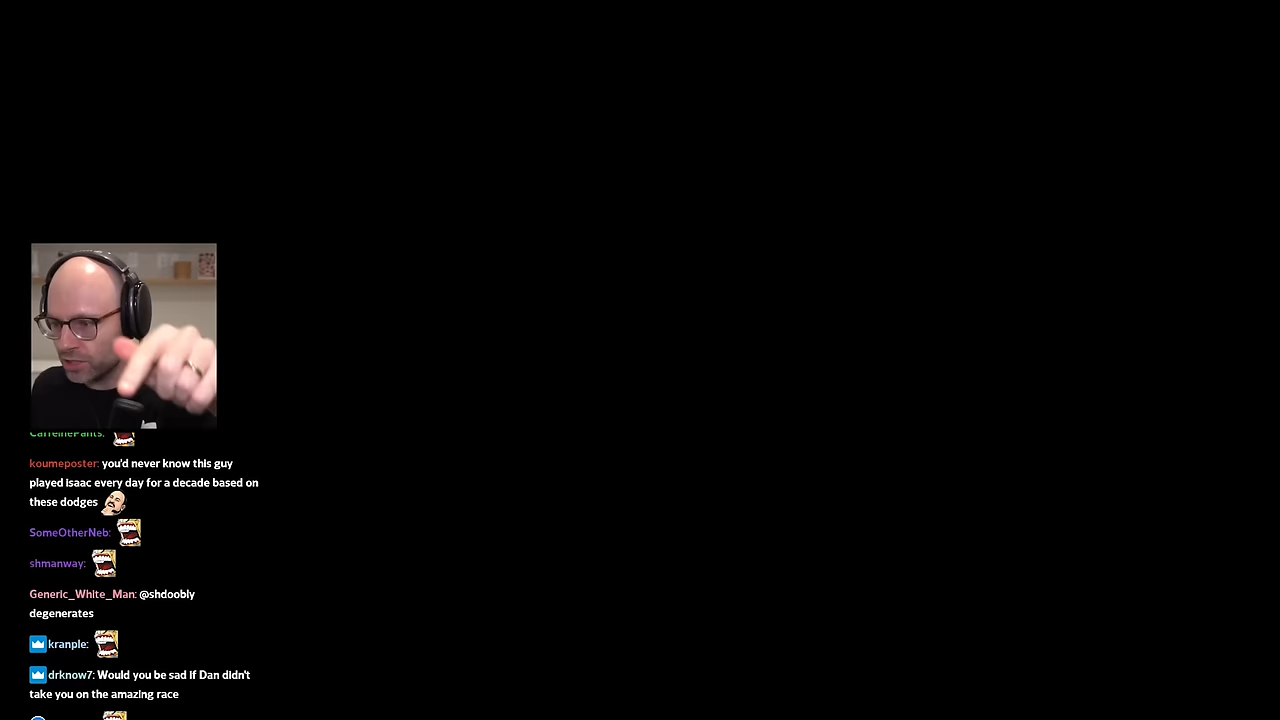 CaffeinePants:
koumeposter: you'd never know this guy
played isaac every day for a decade based on
these dodges
SomeOtherNeb:
shmanway:
Generic_White_Man: @shdoobly
degenerates
kranple:
drknow7: Would you be sad if Dan didn't
take you on the amazing race